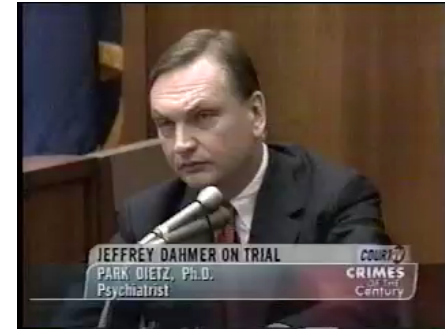 JEFFREY DAHMER ON TRIAL
COURT TV
PARK DIETZ, Ph.D.
Psychiatrist
CRIMES
OF THE
Century